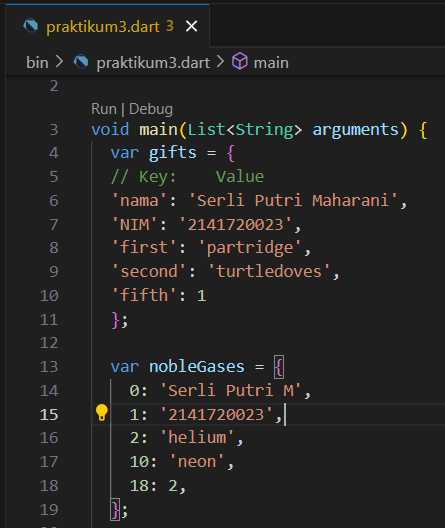 praktikum3.dart 3 ×
bin > praktikum3.dart > main
2
Run | Debug
3 void main(List<String> arguments) {
4 var gifts = {
5 // Key:    Value
6 'nama': 'Serli Putri Maharani',
7 'NIM': '2141720023',
8 'first': 'partridge',
9 'second': 'turtledoves',
10 'fifth': 1
11 };
12
13 var nobleGases = {
14 0: 'Serli Putri M',
15 1: '2141720023',
16 2: 'helium',
17 10: 'neon',
18 18: 2,
19 };